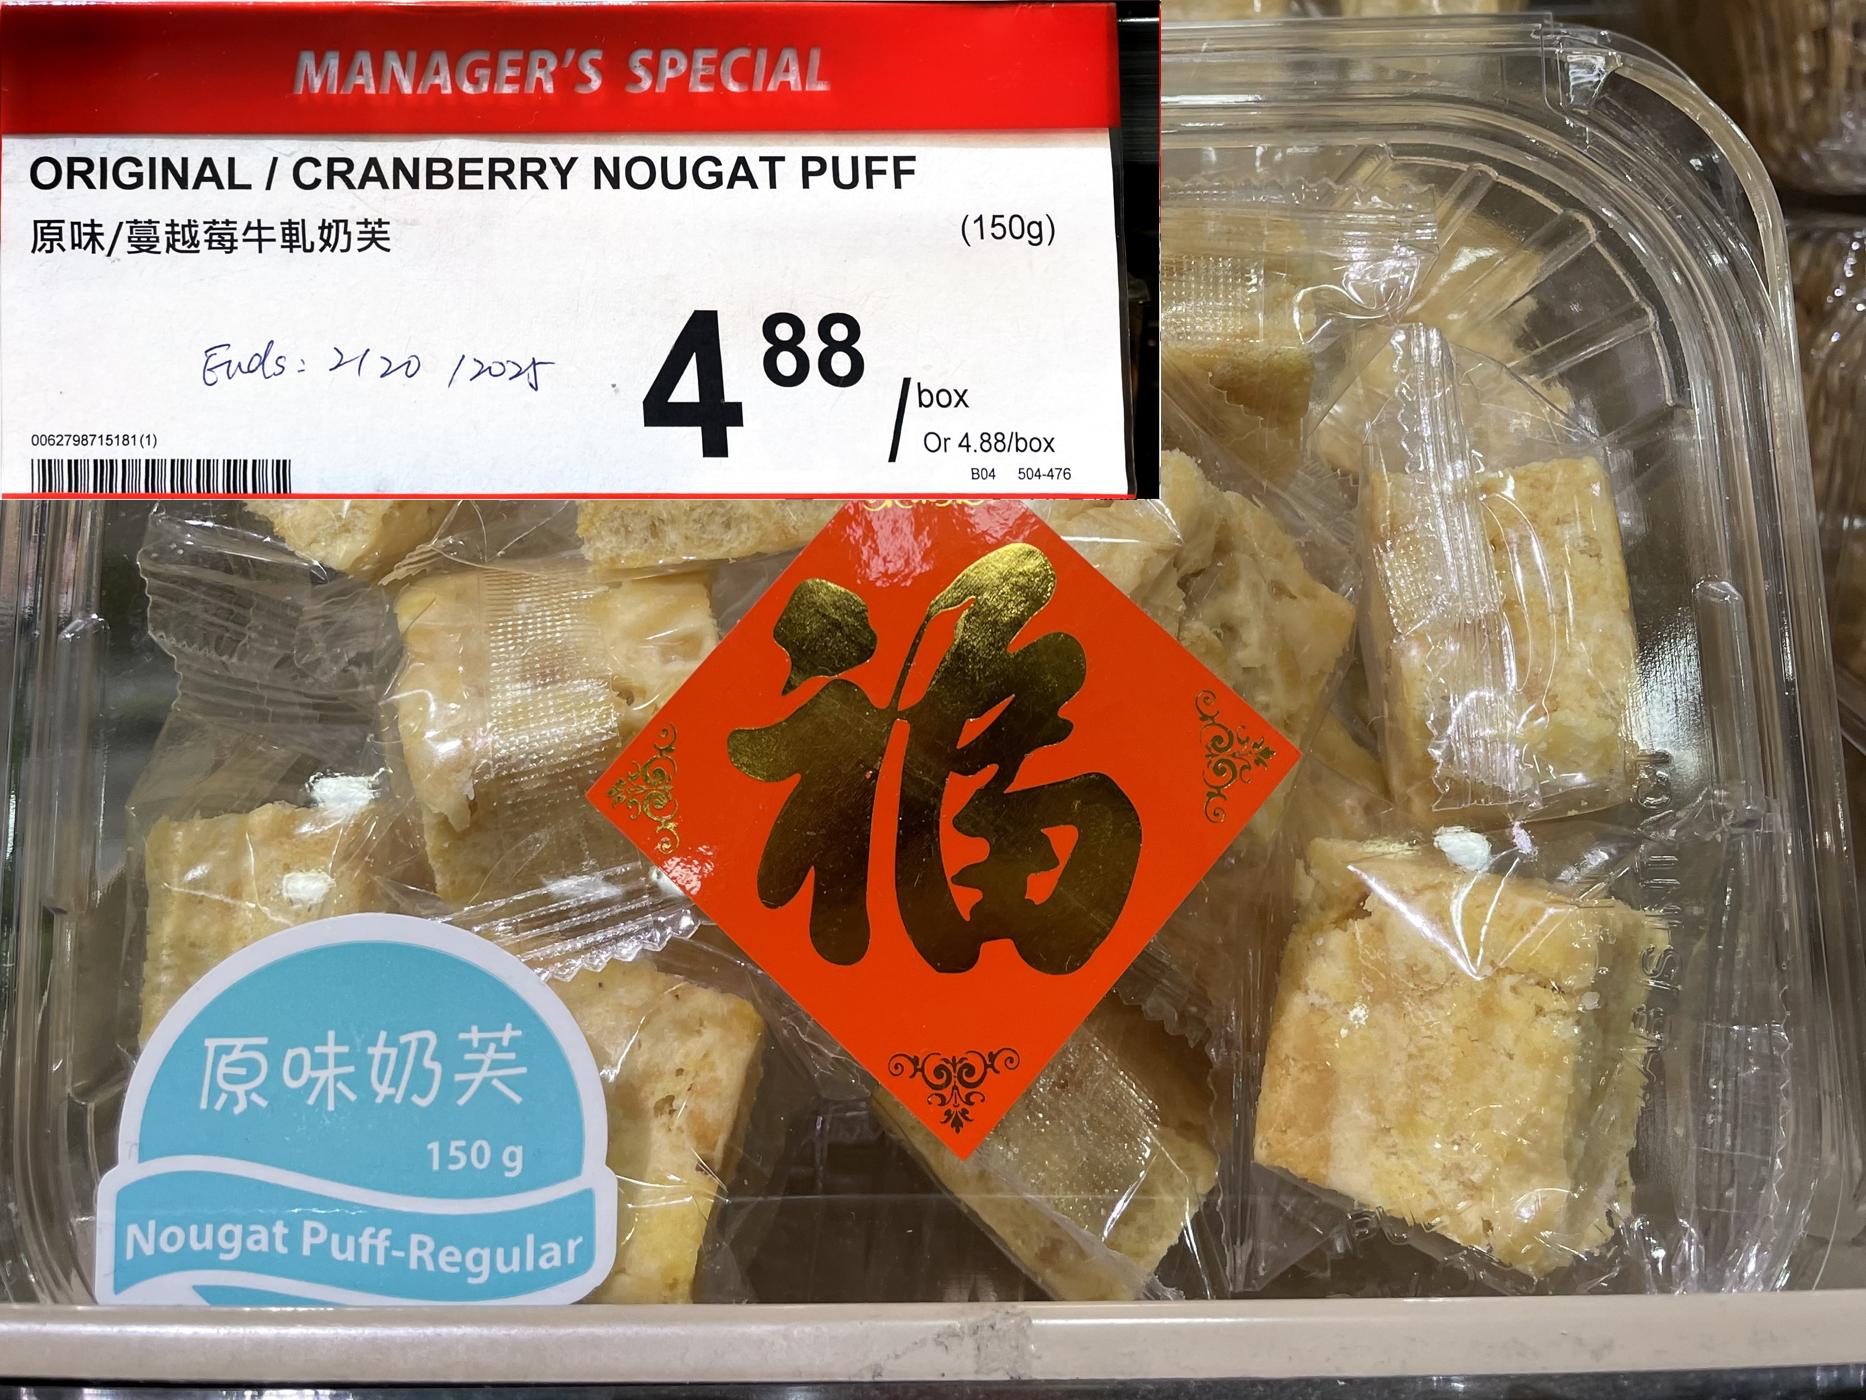 MANAGER'S SPECIAL
ORIGINAL / CRANBERRY NOUGAT PUFF
原味/蔓越莓牛軋奶芙
(150g)
Ends: 2/20 /2025
4 88 /box
Or 4.88/box
0062798715181(1)
B04 504-476
福
原味奶芙
150 g
Nougat Puff-Regular